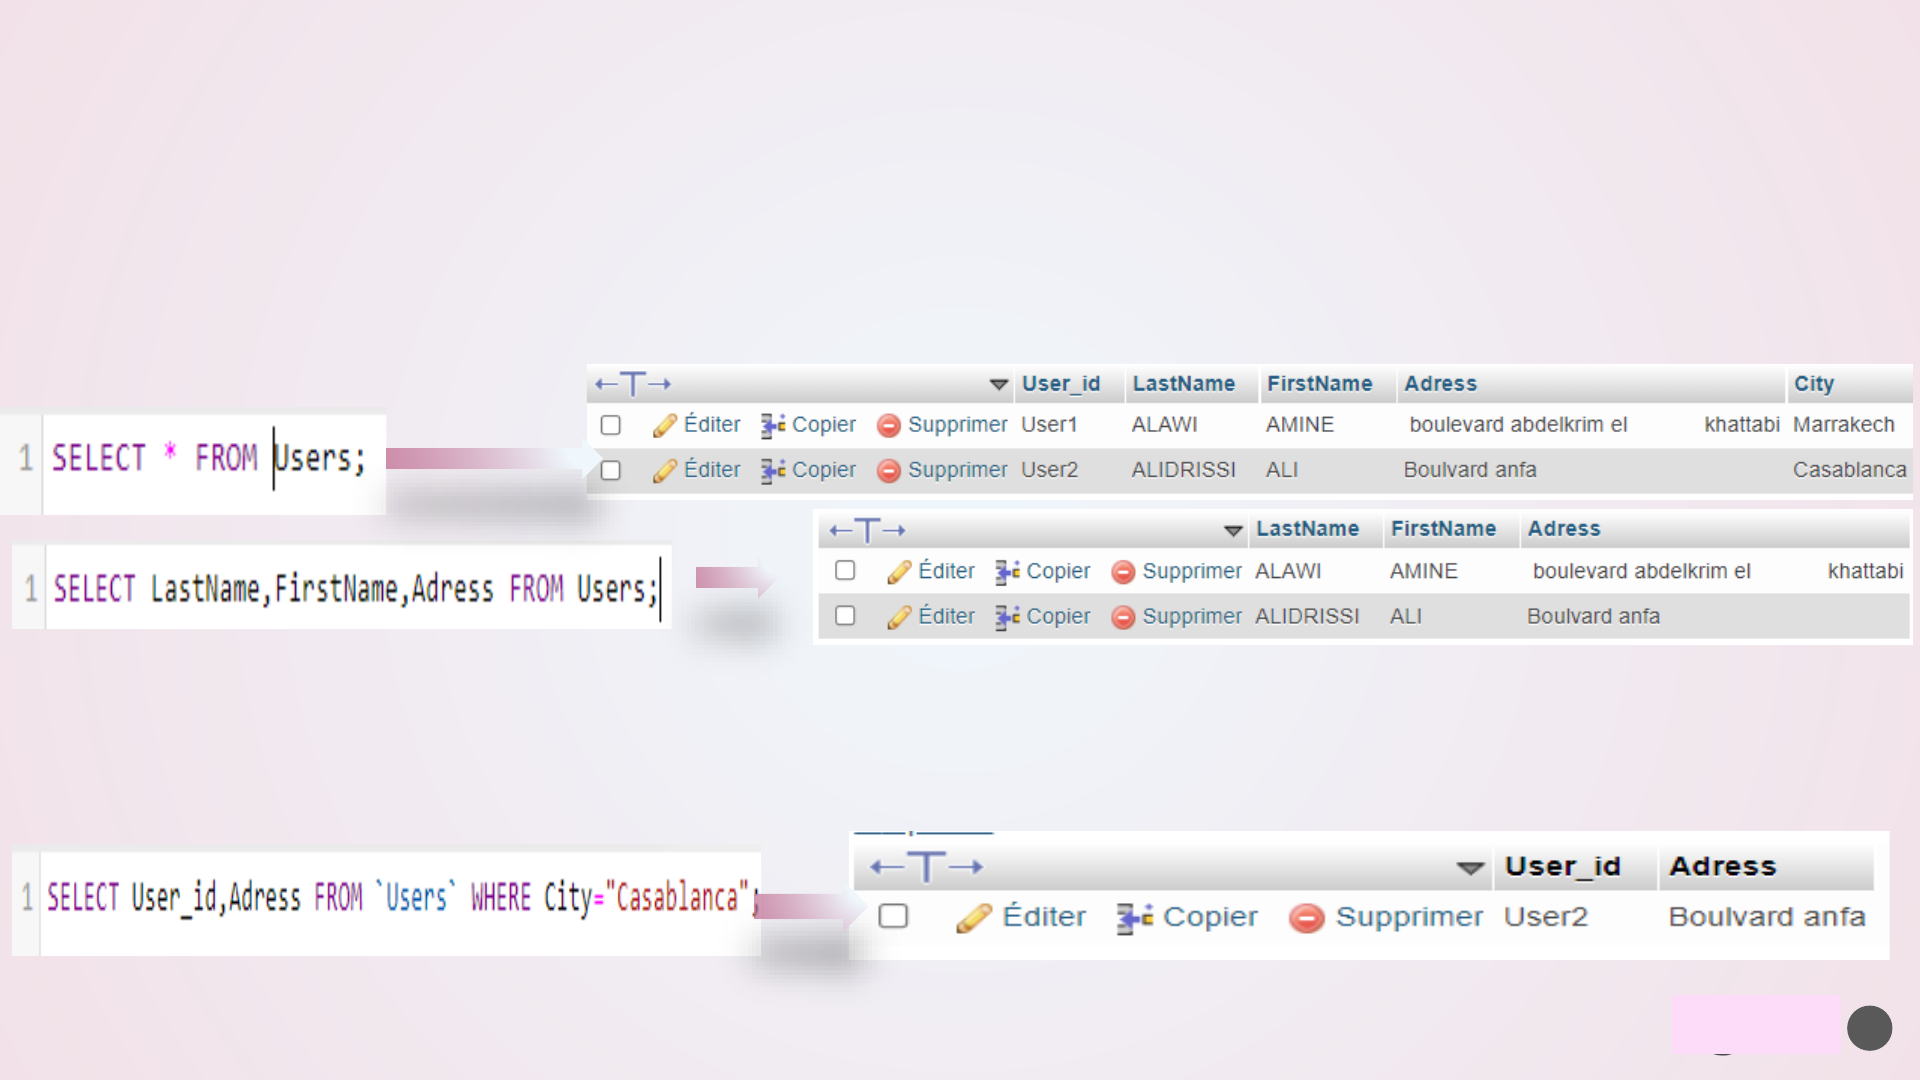 1 SELECT * FROM Users;
User_id LastName FirstName Adress City
Éditer Copier Supprimer User1 ALAWI AMINE boulevard abdelkrim el khattabi Marrakech
Éditer Copier Supprimer User2 ALIDRISSI ALI Boulvard anfa Casablanca
1 SELECT LastName,FirstName,Adress FROM Users;
LastName FirstName Adress
Éditer Copier Supprimer ALAWI AMINE boulevard abdelkrim el khattabi
Éditer Copier Supprimer ALIDRISSI ALI Boulvard anfa
1 SELECT User_id,Adress FROM `Users` WHERE City="Casablanca";
User_id Adress
Éditer Copier Supprimer User2 Boulvard anfa